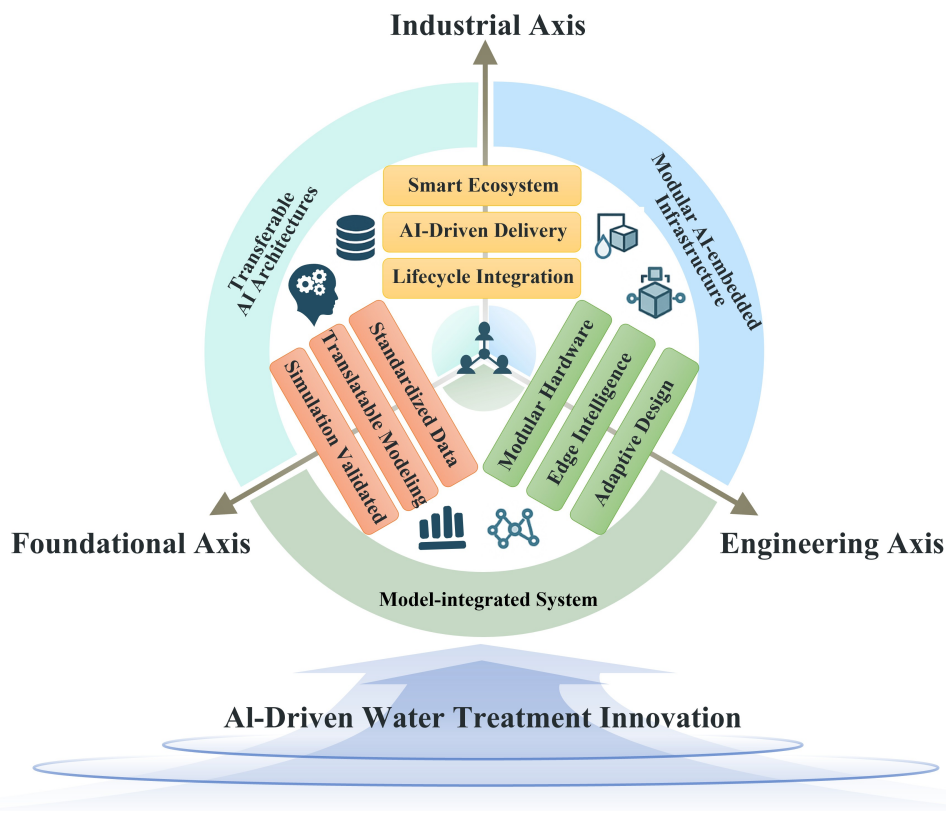 Industrial Axis
Smart Ecosystem
AI-Driven Delivery
Lifecycle Integration
Transferable
AI Architectures
Modular AI-embedded
Infrastructure
Standardized Data
Translatable Modeling
Simulation Validated
Modular Hardware
Edge Intelligence
Adaptive Design
Foundational Axis
Engineering Axis
Model-integrated System
Al-Driven Water Treatment Innovation